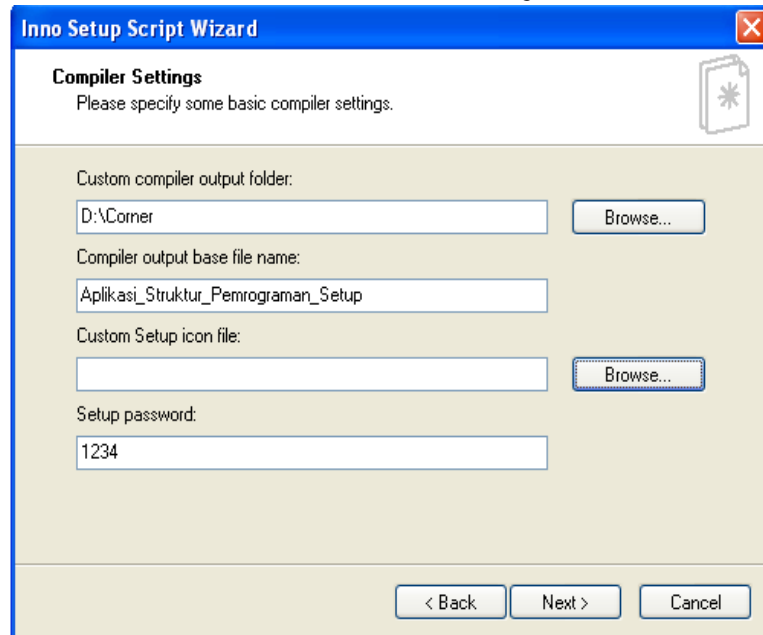 Inno Setup Script Wizard
Compiler Settings
Please specify some basic compiler settings.
Custom compiler output folder:
D:\Corner
Browse...
Compiler output base file name:
Aplikasi_Struktur_Pemrograman_Setup
Custom Setup icon file:
Browse...
Setup password:
1234
< Back
Next >
Cancel